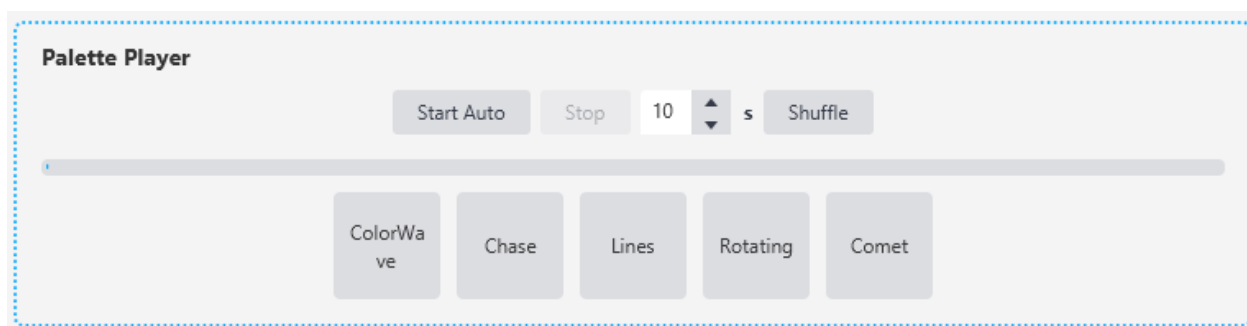 Palette Player
Start Auto Stop 10 s Shuffle
ColorWa
ve
Chase
Lines
Rotating
Comet